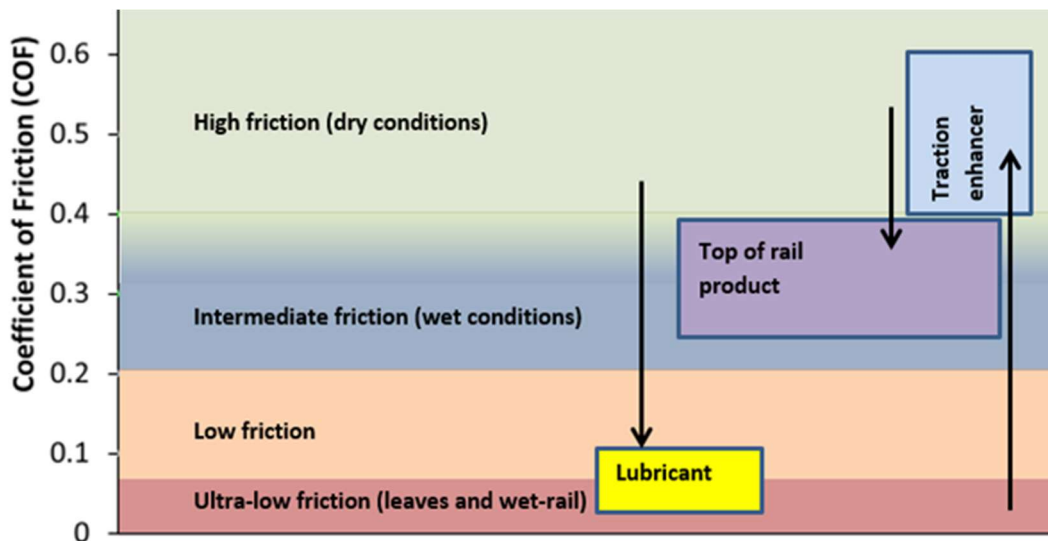 Coefficient of Friction (COF)
0.6
0.5
0.4
0.3
0.2
0.1
0
High friction (dry conditions)
Intermediate friction (wet conditions)
Low friction
Ultra-low friction (leaves and wet-rail)
Lubricant
Top of rail
product
Traction
enhancer